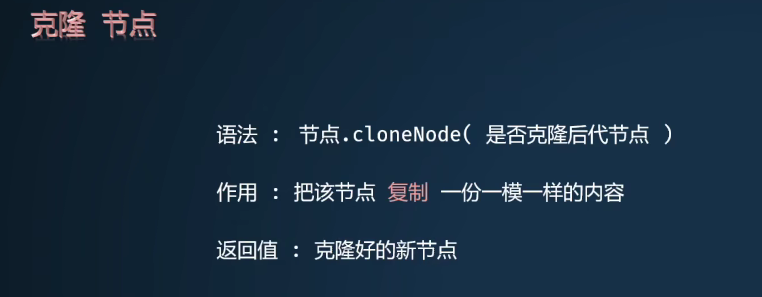 克隆 节点
语法 : 节点.cloneNode( 是否克隆后代节点 )
作用 : 把该节点 复制 一份一模一样的内容
返回值 : 克隆好的新节点